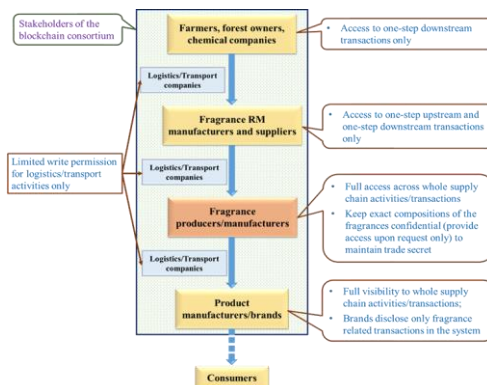 Stakeholders of the
blockchain consortium
Farmers, forest owners,
chemical companies
• Access to one-step downstream
transactions only
Logistics/Transport
companies
Fragrance RM
manufacturers and suppliers
• Access to one-step upstream and
one-step downstream transactions
only
Limited write permission
for logistics/transport
activities only
Logistics/Transport
companies
Fragrance
producers/manufacturers
• Full access across whole supply
chain activities/transactions
• Keep exact compositions of the
fragrances confidential (provide
access upon request only) to
maintain trade secret
Logistics/Transport
companies
Product
manufacturers/brands
• Full visibility to whole supply
chain activities/transactions;
• Brands disclose only fragrance
related transactions in the system
Consumers